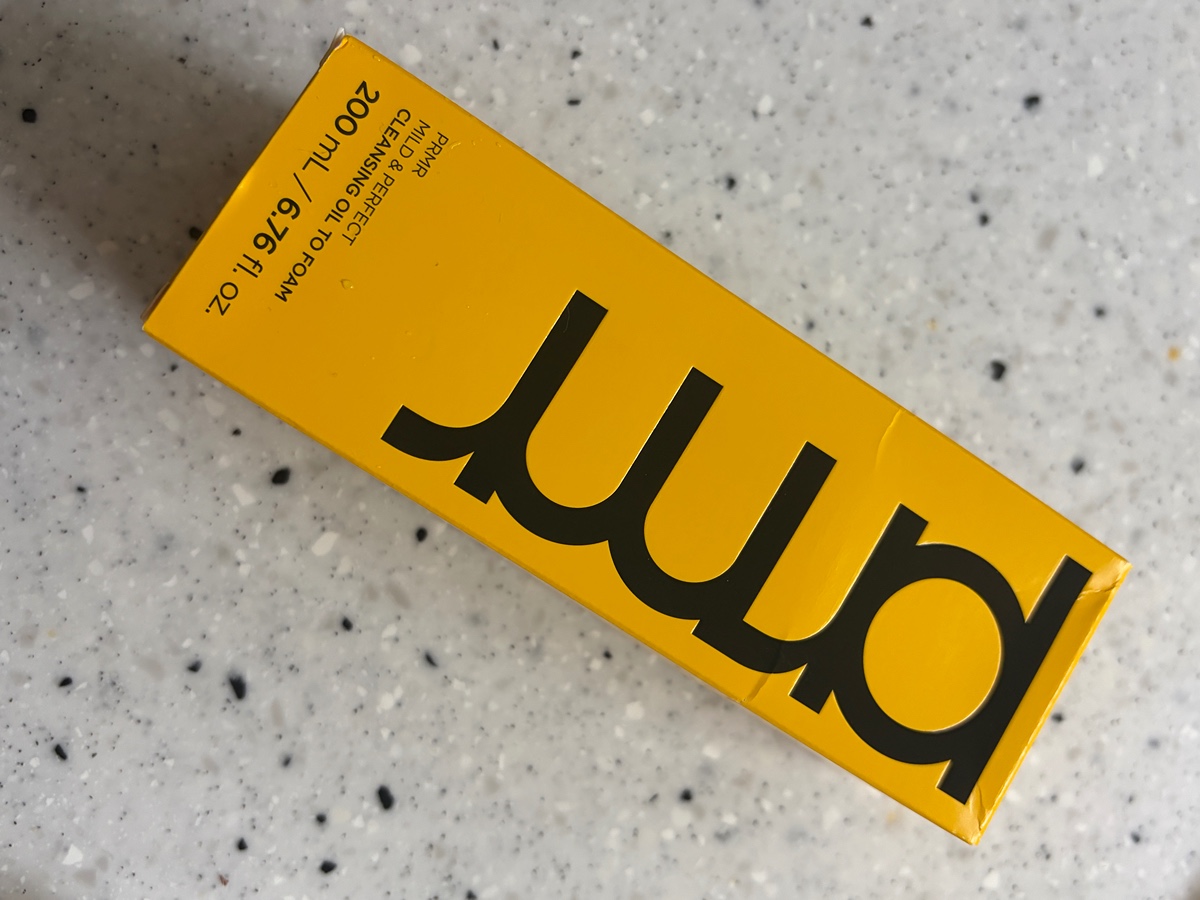 prmr
PRMR
MILD & PERFECT
CLEANSING OIL TO FOAM
200 mL / 6.76 fl. OZ.